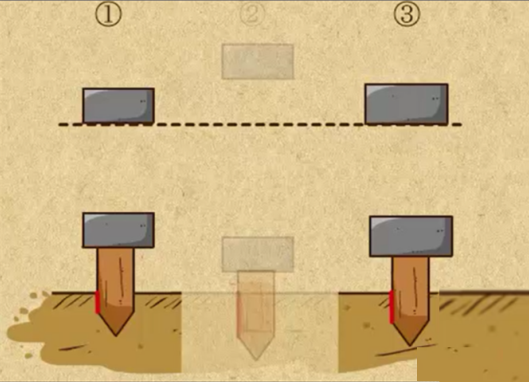 ① ② ③